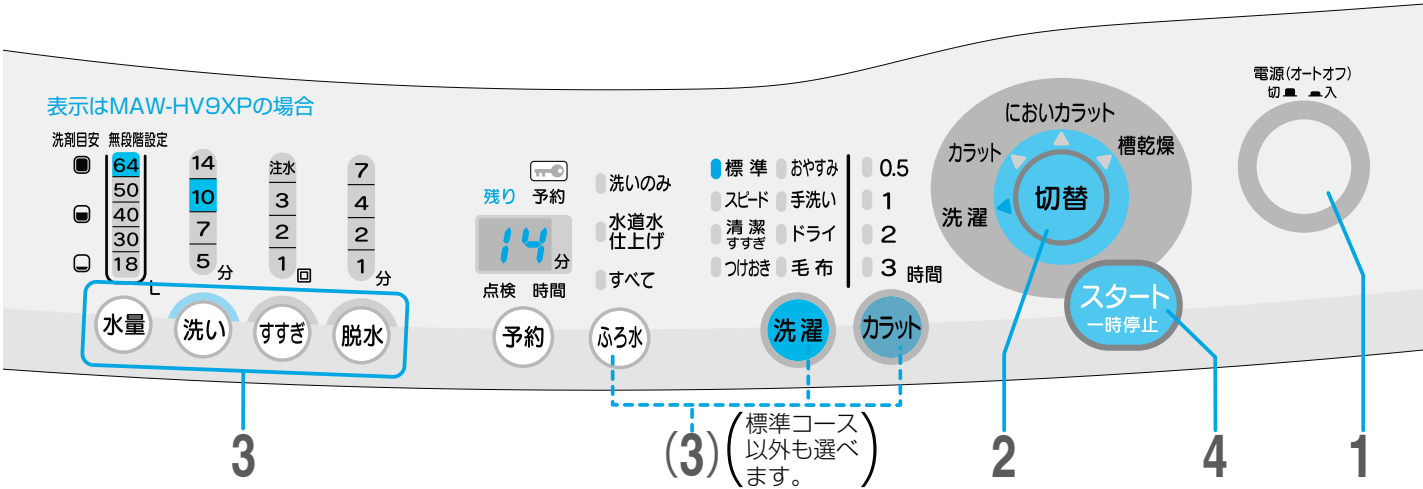 電源(オートオフ)
切 入
表示はMAW-HV9XPの場合
洗剤目安 無段階設定
64
50
40
30
18
L
14
10
7
5
分
注水
3
2
1
回
7
4
2
1
分
残り 予約
14
分
点検 時間
洗いのみ
水道水
仕上げ
すべて
標準 おやすみ
スピード 手洗い
清潔
すすぎ
ドライ
つけおき 毛布
0.5
1
2
3 時間
においカラット
カラット
槽乾燥
洗濯
切替
スタート
一時停止
水量
洗い
すすぎ
脱水
予約
ふろ水
洗濯
カラット
3
(3)
(標準コース
以外も選べ
ます。)
2
4
1